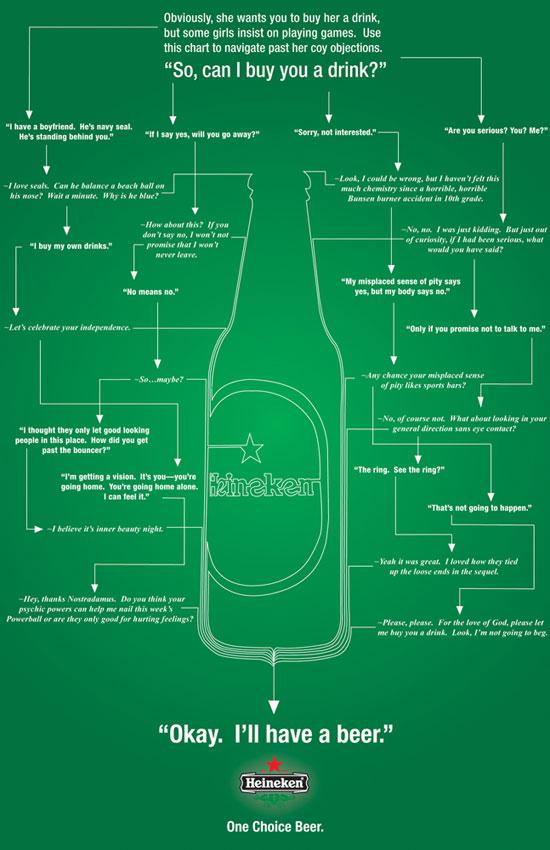 Obviously, she wants you to buy her a drink,
but some girls insist on playing games. Use
this chart to navigate past her coy objections.
“So, can I buy you a drink?”
“I have a boyfriend. He’s navy seal.
He’s standing behind you.”
“If I say yes, will you go away?”
“Sorry, not interested.”
“Are you serious? You? Me?”
–I love seals. Can he balance a beach ball on
his nose? Wait a minute. Why is he blue?
–Look, I could be wrong, but I haven’t felt this
much chemistry since a horrible, horrible
Bunsen burner accident in 10th grade.
–How about this? If you
don’t say no, I won’t not
promise that I won’t
never leave.
–No, no. I was just kidding. But just out
of curiosity, if I had been serious, what
would you have said?
“I buy my own drinks.”
“No means no.”
“My misplaced sense of pity says
yes, but my body says no.”
–Let’s celebrate your independence.
“Only if you promise not to talk to me.”
–So…maybe?
–Any chance your misplaced sense
of pity likes sports bars?
“I thought they only let good looking
people in this place. How did you get
past the bouncer?”
–No, of course not. What about looking in your
general direction sans eye contact?
“I’m getting a vision. It’s you—you’re
going home. You’re going home alone.
I can feel it.”
“The ring. See the ring?”
Heineken
“That’s not going to happen.”
–I believe it’s inner beauty night.
–Yeah it was great. I loved how they tied
up the loose ends in the sequel.
–Hey, thanks Nostradamus. Do you think your
psychic powers can help me nail this week’s
Powerball or are they only good for hurting feelings?
–Please, please. For the love of God, please let
me buy you a drink. Look, I’m not going to beg.
“Okay. I’ll have a beer.”
Heineken
One Choice Beer.